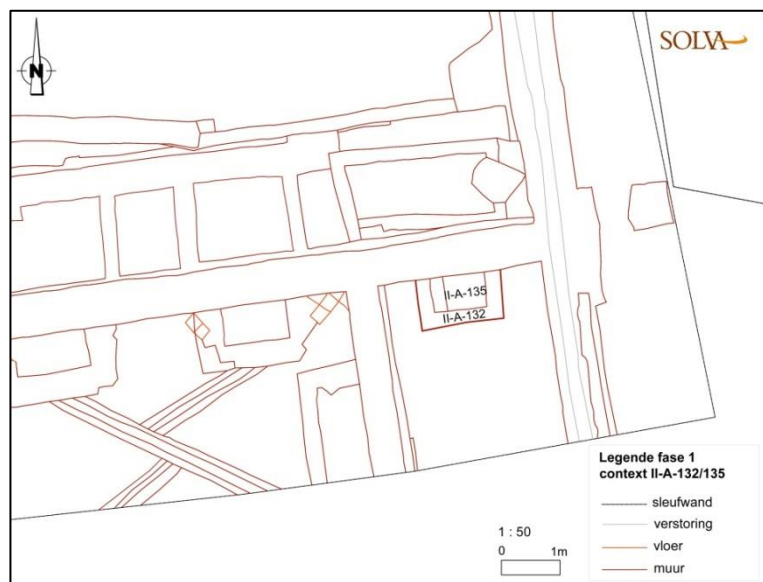 N
SOLVA
II-A-135
II-A-132
Legende fase 1
context II-A-132/135
sleufwand
verstoring
vloer
muur
1 : 50
0 1m